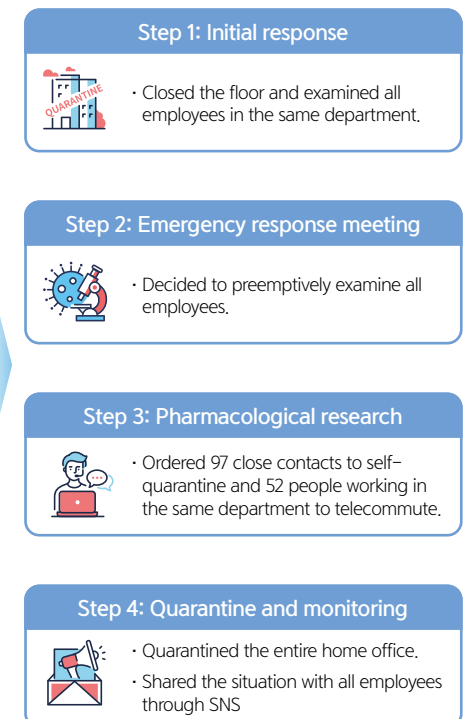 Step 1: Initial response
QUARANTINE
· Closed the floor and examined all
employees in the same department.
Step 2: Emergency response meeting
· Decided to preemptively examine all
employees.
Step 3: Pharmacological research
· Ordered 97 close contacts to self-
quarantine and 52 people working in
the same department to telecommute.
Step 4: Quarantine and monitoring
· Quarantined the entire home office.
· Shared the situation with all employees
through SNS